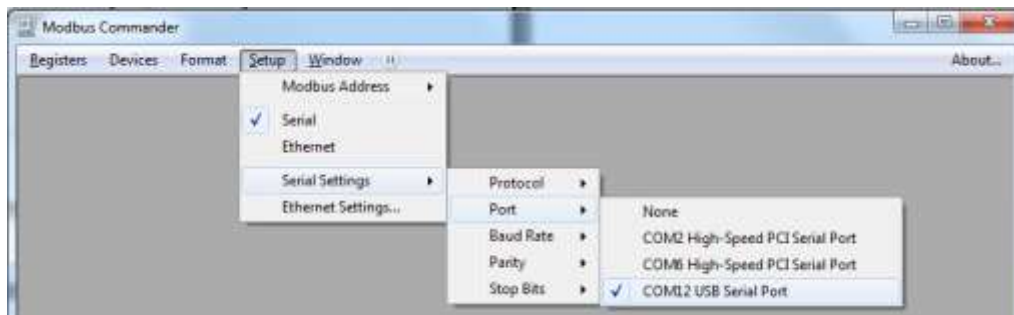 Modbus Commander
Registers Devices Format Setup Window About...
Modbus Address
Serial
Ethernet
Serial Settings
Ethernet Settings...
Protocol
Port
Baud Rate
Parity
Stop Bits
None
COM2 High-Speed PCI Serial Port
COM6 High-Speed PCI Serial Port
COM12 USB Serial Port